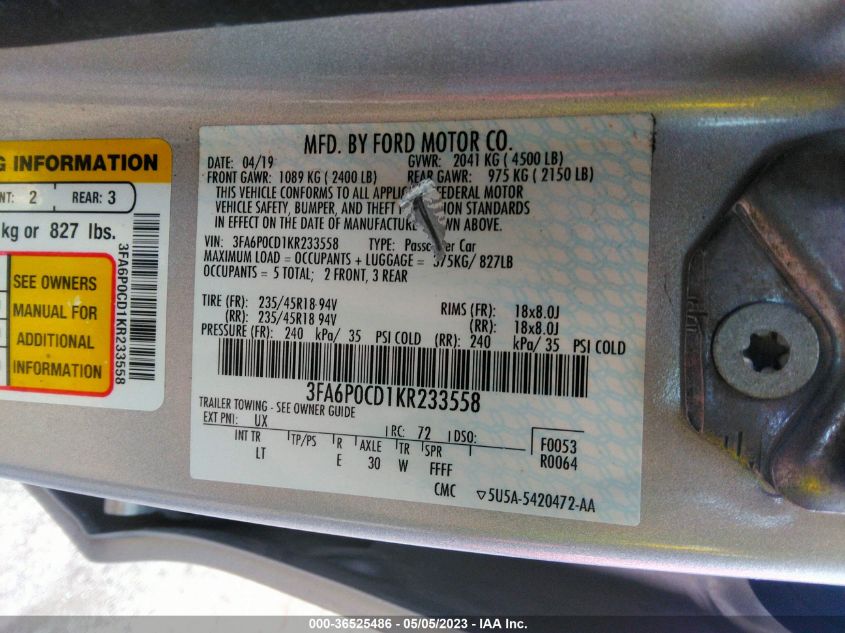 G INFORMATION
NT: 2 REAR: 3
kg or 827 lbs.
SEE OWNERS
MANUAL FOR
ADDITIONAL
INFORMATION
3FA6P0CD1KR233558
MFD. BY FORD MOTOR CO.
DATE: 04/19 GVWR: 2041 KG ( 4500 LB)
FRONT GAWR: 1089 KG ( 2400 LB) REAR GAWR: 975 KG ( 2150 LB)
THIS VEHICLE CONFORMS TO ALL FEDERAL MOTOR
VEHICLE SAFETY, BUMPER, AND THEFT STANDARDS
IN EFFECT ON THE DATE OF MANUFACTURE ABOVE.
VIN: 3FA6P0CD1KR233558 TYPE: Car
MAXIMUM LOAD = OCCUPANTS + LUGGAGE = 827LB
OCCUPANTS = 5 TOTAL; 2 FRONT, 3 REAR
TIRE (FR): 235/45R18 94V RIMS (FR): 18x8.0J
(RR): 235/45R18 94V (RR): 18x8.0J
PRESSURE (FR): 240 kPa/ 35 PSI COLD (RR): 240 kPa/ 35 PSI COLD
3FA6P0CD1KR233558
TRAILER TOWING - SEE OWNER GUIDE
EXT PNT: UX RC: 72 DSO: F0053
INT TR TP/PS R AXLE TR SPR R0064
LT E 30 W FFFF
CMC ▽5U5A-5420472-AA
000-36525486 - 05/05/2023 - IAA Inc.